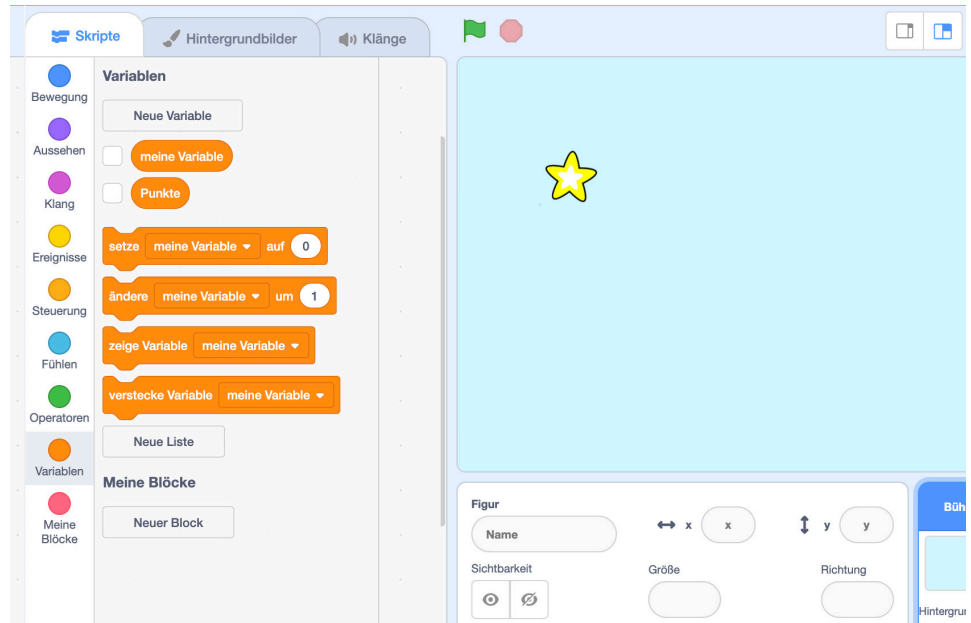 Skripte
Hintergrundbilder
Klänge
Bewegung
Aussehen
Klang
Ereignisse
Steuerung
Fühlen
Operatoren
Variablen
Meine
Blöcke
Variablen
Neue Variable
meine Variable
Punkte
setze meine Variable auf 0
ändere meine Variable um 1
zeige Variable meine Variable
verstecke Variable meine Variable
Neue Liste
Meine Blöcke
Neuer Block
Figur
Name
x x
y y
Sichtbarkeit
Größe
Richtung
Büh
Hintergrun